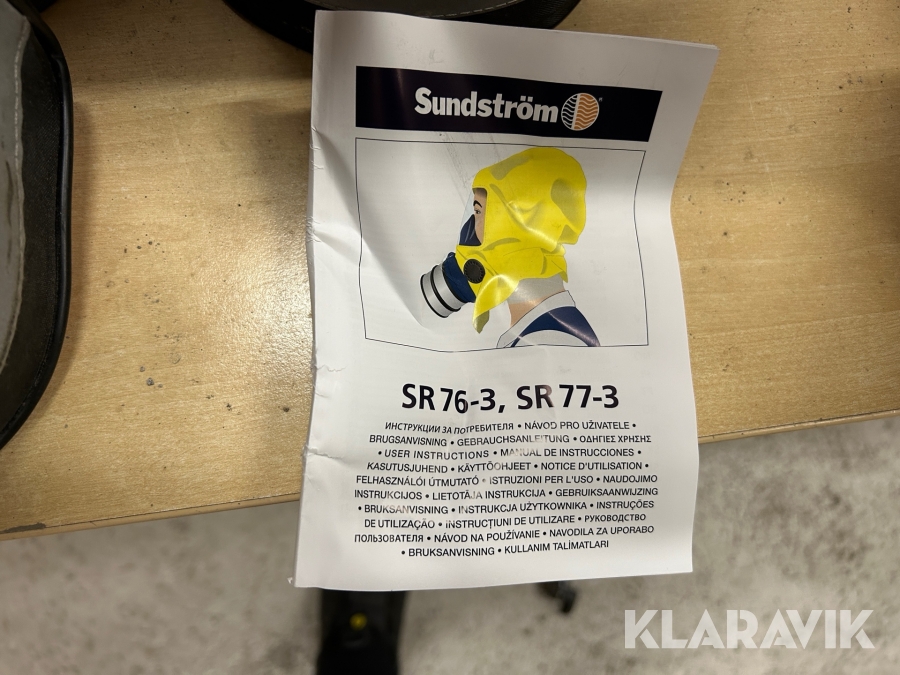 Sundström
SR 76-3, SR 77-3
ИНСТРУКЦИИ ЗА ПОТРЕБИТЕЛЯ • NÁVOD PRO UŽIVATELE •
BRUGSANVISNING • GEBRAUCHSANLEITUNG • ΟΔΗΓΙΕΣ ΧΡΗΣΗΣ
• USER INSTRUCTIONS • MANUAL DE INSTRUCCIONES •
KASUTUSJUHEND • KÄYTTÖOHJEET • NOTICE D'UTILISATION •
FELHASZNÁLÓI ÚTMUTATÓ • ISTRUZIONI PER L'USO • NAUDOJIMO
INSTRUKCIJOS • LIETOTĀJA INSTRUKCIJA • GEBRUIKSAANWIJZING
• BRUKSANVISNING • INSTRUKCJA UŻYTKOWNIKA • INSTRUÇÕES
DE UTILIZAÇÃO • INSTRUCŢIUNI DE UTILIZARE • РУКОВОДСТВО
ПОЛЬЗОВАТЕЛЯ • NÁVOD NA POUŽÍVANIE • NAVODILA ZA UPORABO
• BRUKSANVISNING • KULLANIM TALİMATLARI
KLARAVIK